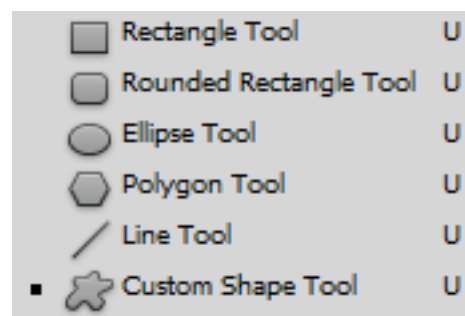 Rectangle Tool U
Rounded Rectangle Tool U
Ellipse Tool U
Polygon Tool U
Line Tool U
Custom Shape Tool U